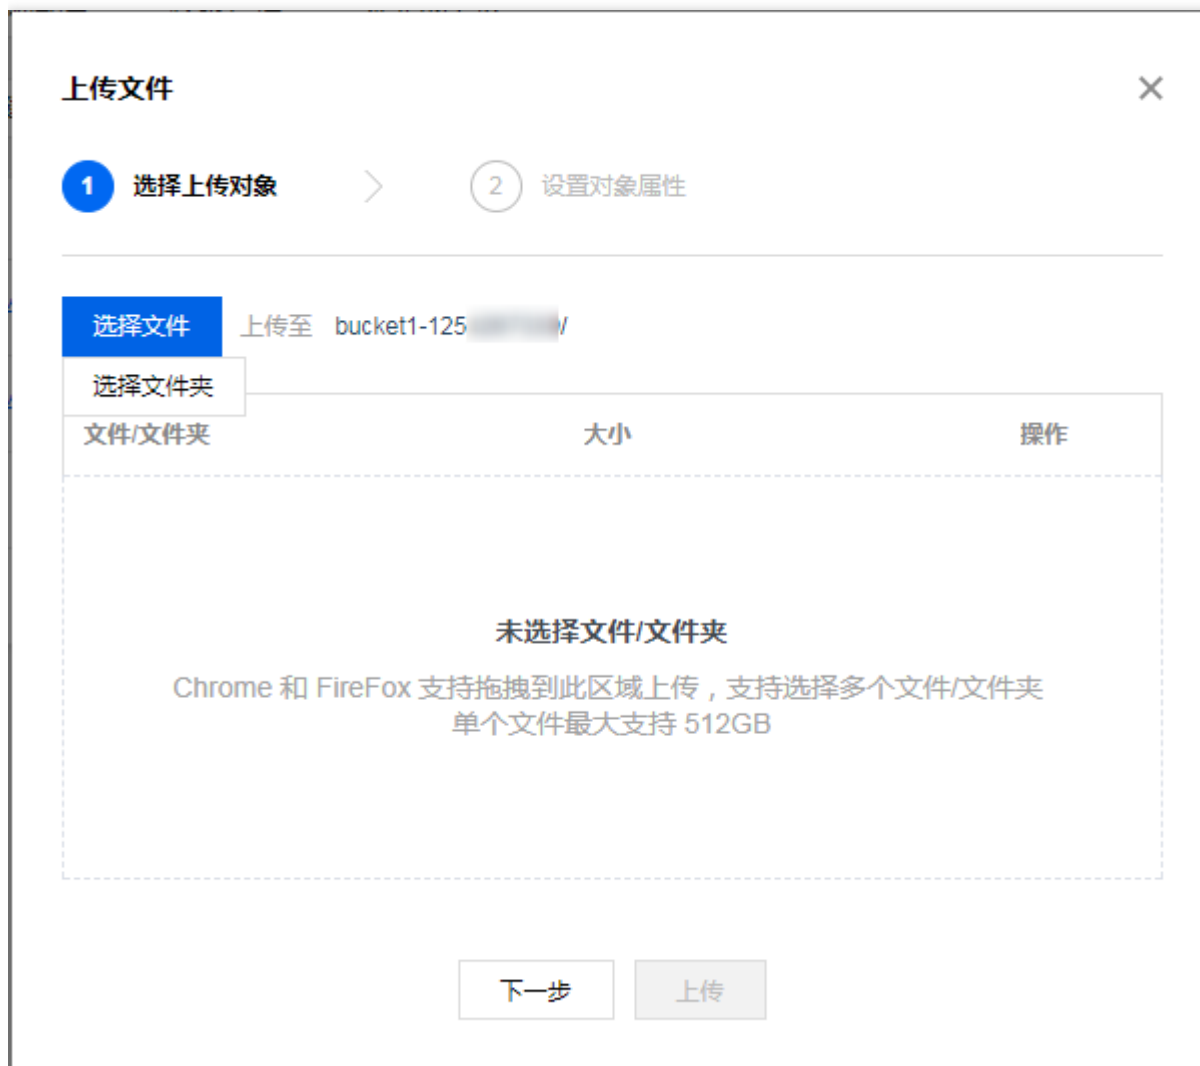 上传文件
1 选择上传对象 2 设置对象属性
选择文件 上传至 bucket1-125 /
选择文件夹
文件/文件夹 大小 操作
未选择文件/文件夹
Chrome 和 FireFox 支持拖拽到此区域上传，支持选择多个文件/文件夹
单个文件最大支持 512GB
下一步 上传